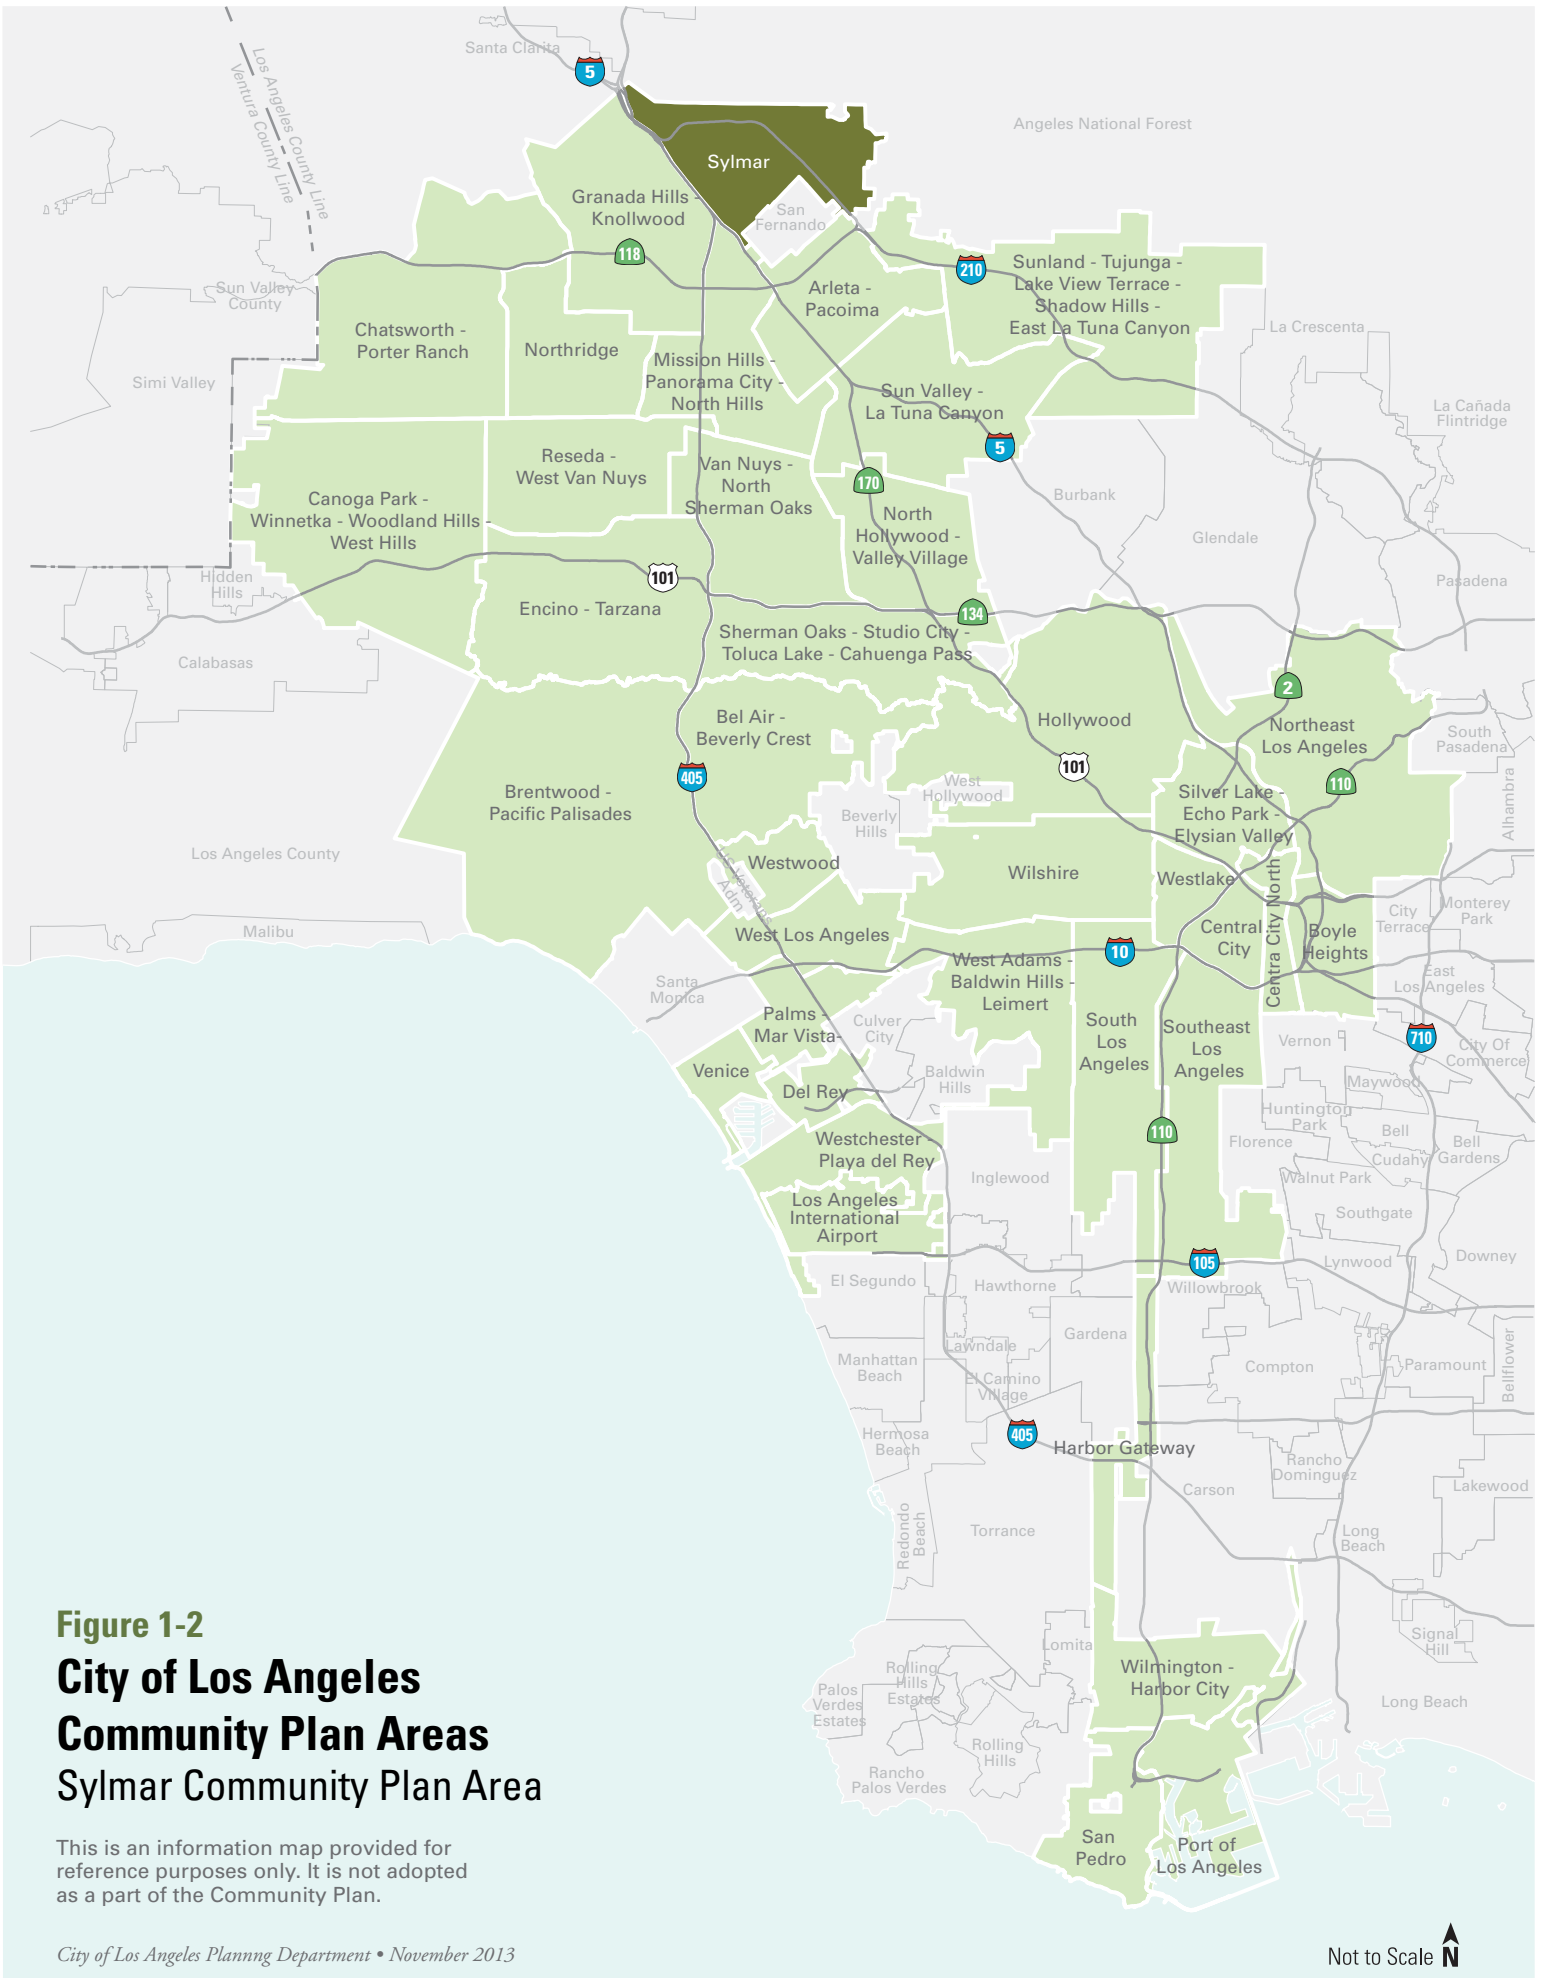 Santa Clarita
5
Los Angeles County Line
Ventura County Line
Angeles National Forest
Sylmar
Granada Hills -
Knollwood
San
Fernando
118
210
Sunland - Tujunga -
Lake View Terrace -
Shadow Hills -
East La Tuna Canyon
Sun Valley
County
Arleta -
Pacoima
Chatsworth -
Porter Ranch
Northridge
La Crescenta
Mission Hills -
Panorama City -
North Hills
Simi Valley
Sun Valley -
La Tuna Canyon
La Cañada
Flintridge
5
Reseda -
West Van Nuys
Van Nuys -
North
Sherman Oaks
170
Burbank
Canoga Park -
Winnetka - Woodland Hills -
West Hills
North
Hollywood -
Valley Village
Glendale
Hidden
Hills
101
Pasadena
Encino - Tarzana
134
Sherman Oaks - Studio City -
Toluca Lake - Cahuenga Pass
Calabasas
2
Bel Air -
Beverly Crest
Hollywood
Northeast
Los Angeles
South
Pasadena
405
101
110
Brentwood -
Pacific Palisades
West
Hollywood
Silver Lake -
Echo Park -
Elysian Valley
Alhambra
Beverly
Hills
Los Angeles County
US Veterans
Adm
Westwood
Wilshire
Westlake
Centra City North
City
Terrace
Monterey
Park
Malibu
West Los Angeles
Central
City
Boyle
Heights
10
West Adams -
Baldwin Hills -
Leimert
East
Los Angeles
Santa
Monica
Palms -
Mar Vista-
Culver
City
South
Los
Angeles
Southeast
Los
Angeles
Vernon
710
City Of
Commerce
Venice
Baldwin
Hills
Maywood
Del Rey
Huntington
Park
110
Westchester -
Playa del Rey
Florence
Bell
Cudahy
Bell
Gardens
Inglewood
Walnut Park
Los Angeles
International
Airport
Southgate
105
Lynwood
Downey
El Segundo
Hawthorne
Willowbrook
Gardena
Lawndale
Manhattan
Beach
Compton
Paramount
Bellflower
El Camino
Village
405
Hermosa
Beach
Harbor Gateway
Rancho
Dominguez
Carson
Lakewood
Redondo
Beach
Torrance
Long
Beach
Figure 1-2
City of Los Angeles
Community Plan Areas
Sylmar Community Plan Area
This is an information map provided for
reference purposes only. It is not adopted
as a part of the Community Plan.
City of Los Angeles Plannng Department • November 2013
Signal
Hill
Lomita
Wilmington -
Harbor City
Rolling
Hills
Estates
Palos
Verdes
Estates
Long Beach
Rolling
Hills
Rancho
Palos Verdes
San
Pedro
Port of
Los Angeles
Not to Scale N